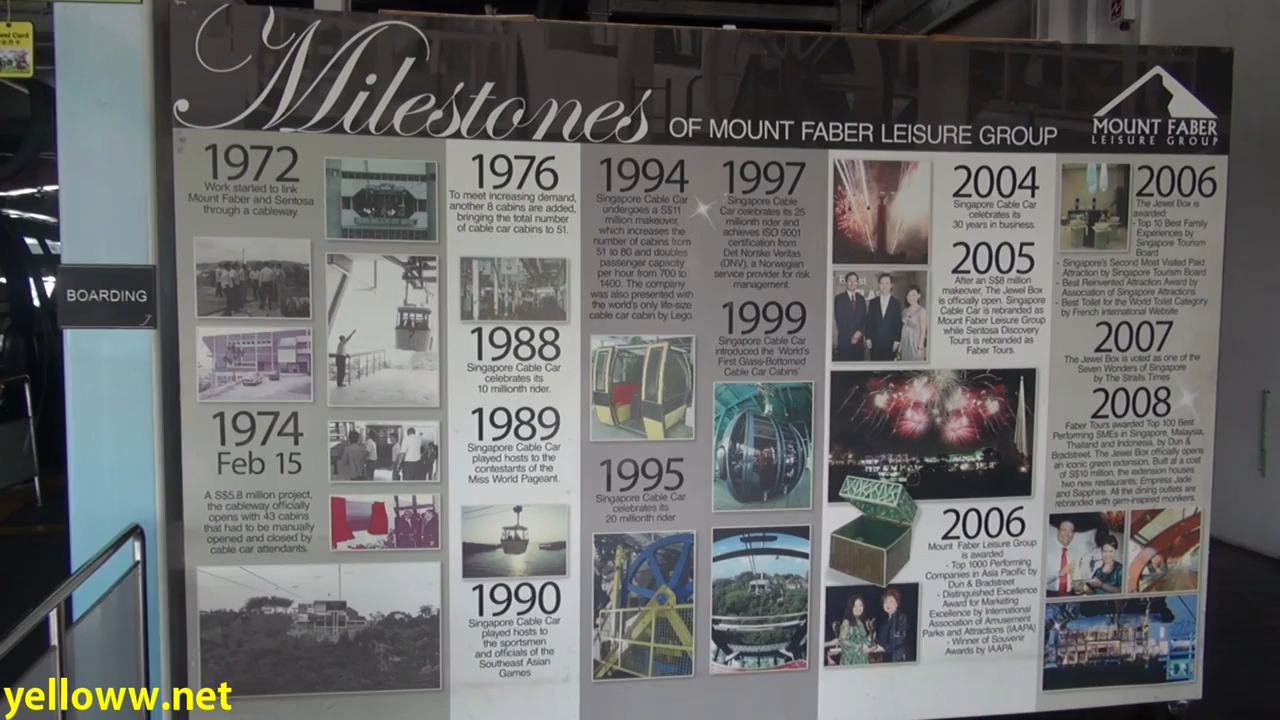 Milestones OF MOUNT FABER LEISURE GROUP
MOUNT FABER
LEISURE GROUP
BOARDING
1972
Work started to link
Mount Faber and Sentosa
through a cableway.
1974
Feb 15
A S$5.8 million project,
the cableway officially
opens with 43 cabins
that had to be manually
opened and closed by
cable car attendants.
1976
To meet increasing demand,
another 8 cabins are added,
bringing the total number
of cable car cabins to 51.
1988
Singapore Cable Car
celebrates its
10 millionth rider.
1989
Singapore Cable Car
played hosts to the
contestants of the
Miss World Pageant.
1990
Singapore Cable Car
played hosts to
the sportsmen
and officials of the
Southeast Asian
Games
1994
Singapore Cable Car
undergoes a S$11
million makeover,
which increases the
number of cabins from
51 to 80 and doubles
passenger capacity
per hour from 700 to
1400. The company
was also presented with
the world's only life-size
cable car cabin by Lego.
1995
Singapore Cable Car
celebrates its
20 millionth rider
1997
Singapore Cable
Car celebrates its 25
millionth rider and
achieves ISO 9001
certification from
Det Norske Veritas
(DNV), a Norwegian
service provider for risk
management.
1999
Singapore Cable Car
introduced the 'World's
First Glass-Bottomed
Cable Car Cabins'
2004
Singapore Cable Car
celebrates its
30 years in business.
2005
After an S$8 million
makeover, The Jewel Box
is officially open. Singapore
Cable Car is rebranded as
Mount Faber Leisure Group
while Sentosa Discovery
Tours is rebranded as
Faber Tours.
2006
Mount Faber Leisure Group
is awarded
- Top 1000 Performing
Companies in Asia Pacific by
Dun & Bradstreet
- Distinguished Excellence
Award for Marketing
Excellence by International
Association of Amusement
Parks and Attractions (IAAPA)
- Winner of Souvenir
Awards by IAAPA
2006
The Jewel Box is
awarded:
- Top 10 Best Family
Experiences by
Singapore Tourism
Board
- Singapore's Second Most Visited Paid
Attraction by Singapore Tourism Board
- Best Reinvented Attraction Award by
Association of Singapore Attractions
- Best Toilet for the World Toilet Category
by French International Website
2007
The Jewel Box is voted as one of the
Seven Wonders of Singapore
by The Straits Times
2008
Faber Tours awarded Top 100 Best
Performing SMEs in Singapore, Malaysia,
Thailand and Indonesia, by Dun &
Bradstreet. The Jewel Box officially opens
an iconic green extension. Built at a cost
of S$10 million, the extension houses
two new restaurants; Empress Jade
and Sapphire. All the dining outlets are
rebranded with gem-inspired monikers.
yelloww.net